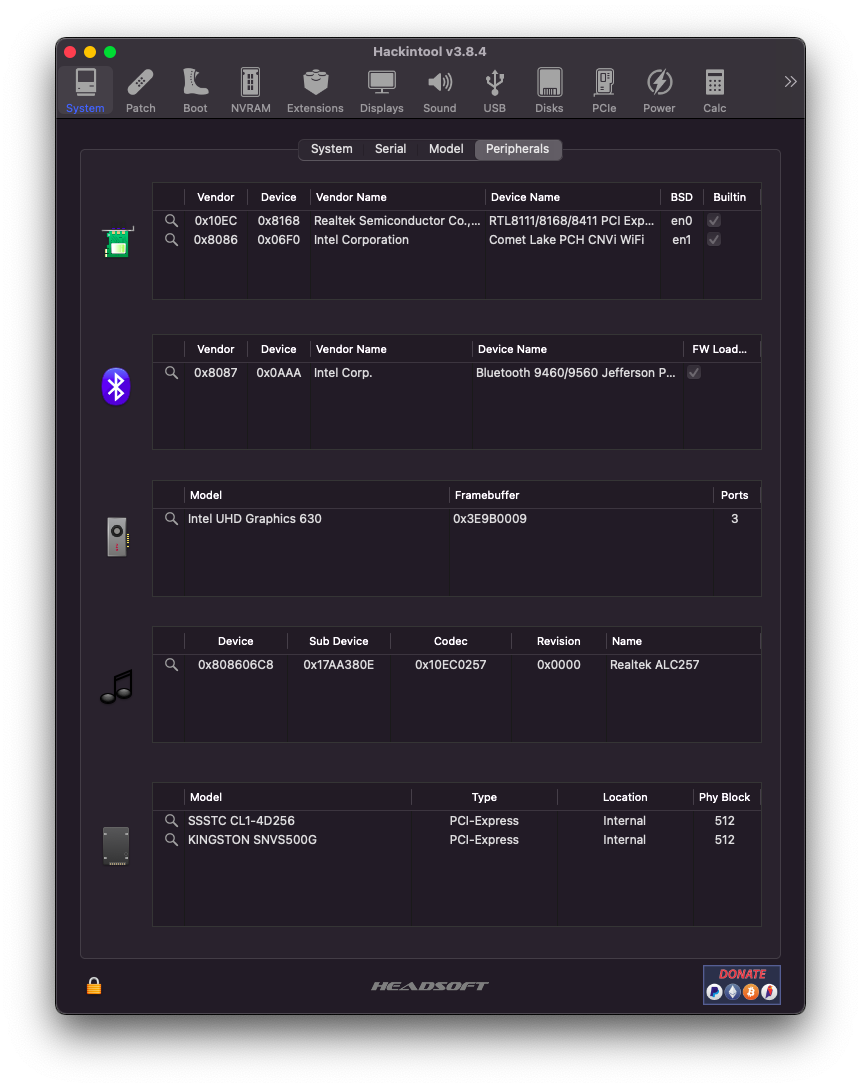 Hackintool v3.8.4
System Patch Boot NVRAM Extensions Displays Sound USB Disks PCIe Power Calc
System Serial Model Peripherals
Vendor Device Vendor Name Device Name BSD Builtin
0x10EC 0x8168 Realtek Semiconductor Co.,... RTL8111/8168/8411 PCI Exp... en0
0x8086 0x06F0 Intel Corporation Comet Lake PCH CNVi WiFi en1
Vendor Device Vendor Name Device Name FW Load...
0x8087 0x0AAA Intel Corp. Bluetooth 9460/9560 Jefferson P...
Model Framebuffer Ports
Intel UHD Graphics 630 0x3E9B0009 3
Device Sub Device Codec Revision Name
0x808606C8 0x17AA380E 0x10EC0257 0x0000 Realtek ALC257
Model Type Location Phy Block
SSSTC CL1-4D256 PCI-Express Internal 512
KINGSTON SNVS500G PCI-Express Internal 512
HEADSOFT
DONATE